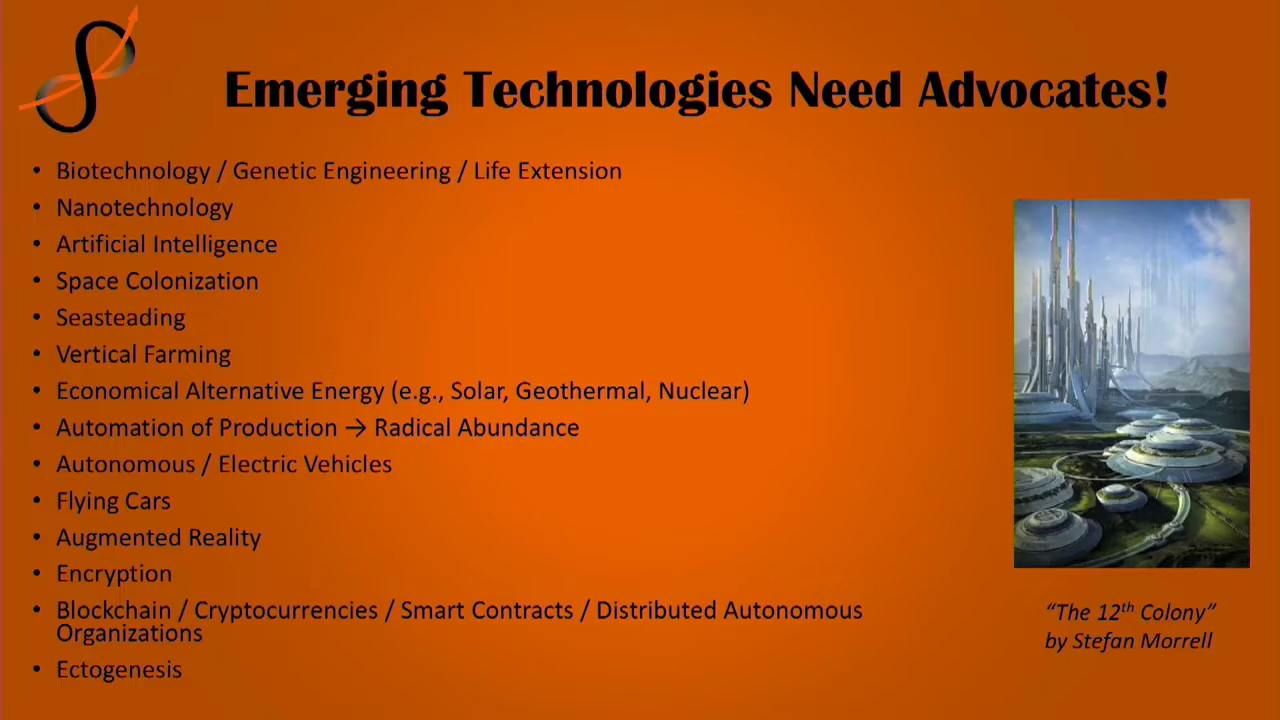 Emerging Technologies Need Advocates!
• Biotechnology / Genetic Engineering / Life Extension
• Nanotechnology
• Artificial Intelligence
• Space Colonization
• Seasteading
• Vertical Farming
• Economical Alternative Energy (e.g., Solar, Geothermal, Nuclear)
• Automation of Production → Radical Abundance
• Autonomous / Electric Vehicles
• Flying Cars
• Augmented Reality
• Encryption
• Blockchain / Cryptocurrencies / Smart Contracts / Distributed Autonomous
Organizations
• Ectogenesis
“The 12th Colony”
by Stefan Morrell